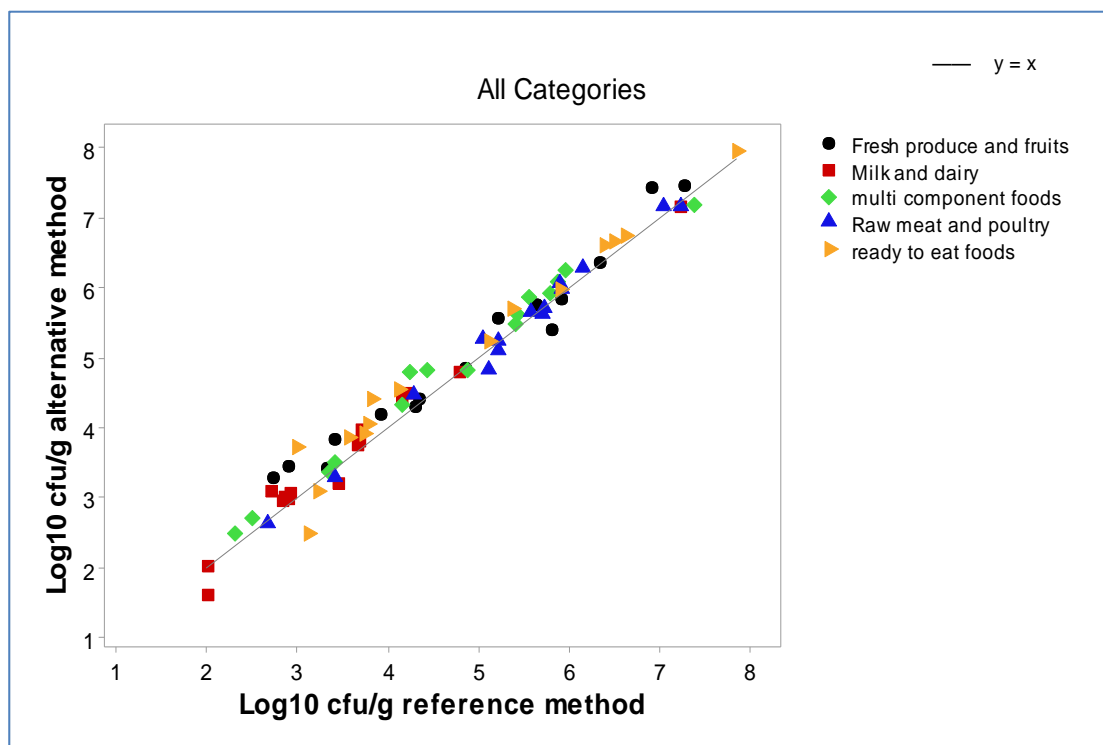 y = x
All Categories
Fresh produce and fruits
Milk and dairy
multi component foods
Raw meat and poultry
ready to eat foods
Log10 cfu/g alternative method
8
7
6
5
4
3
2
1
1 2 3 4 5 6 7 8
Log10 cfu/g reference method